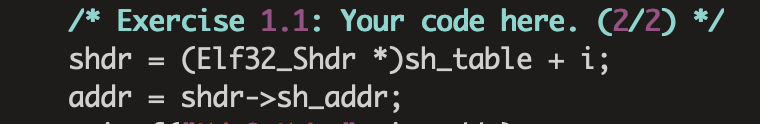 /* Exercise 1.1: Your code here. (2/2) */
shdr = (Elf32_Shdr *)sh_table + i;
addr = shdr->sh_addr;